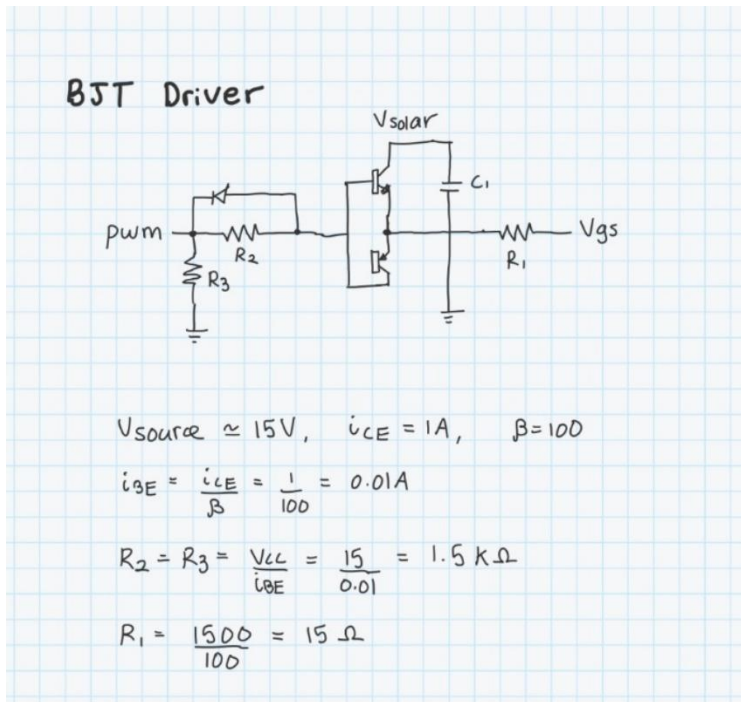 BJT Driver
Vsolar
C1
pwm
R2
R3
R1
Vgs
Vsource ≃ 15V, iCE = 1A, β=100
iBE = iCE/β = 1/100 = 0.01A
R2 = R3 = Vcc/iBE = 15/0.01 = 1.5 KΩ
R1 = 1500/100 = 15 Ω